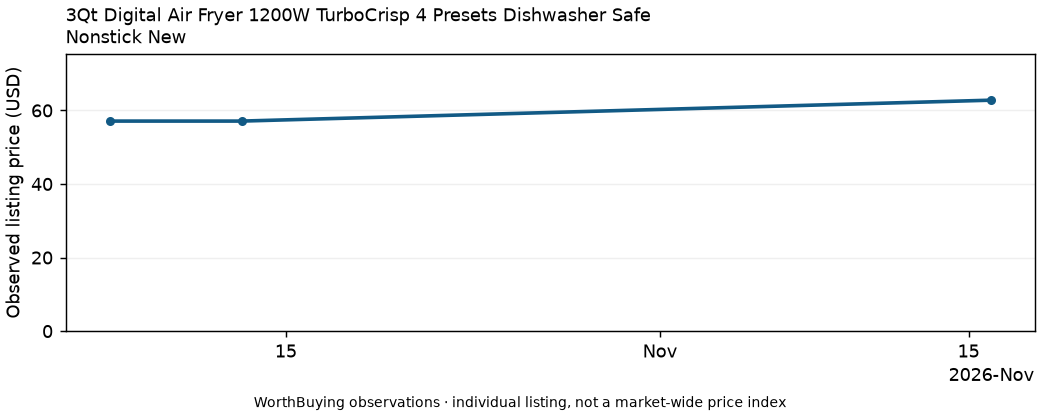 3Qt Digital Air Fryer 1200W TurboCrisp 4 Presets Dishwasher Safe
Nonstick New
Observed listing price (USD)
60
40
20
0
15
Nov
15
2026-Nov
WorthBuying observations · individual listing, not a market-wide price index